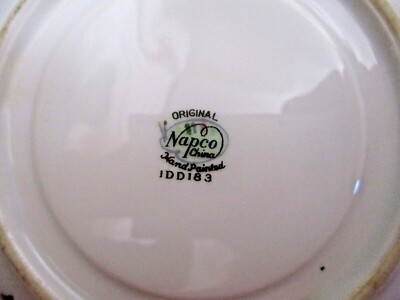 ORIGINAL
Napco
China
Hand Painted
1DD183